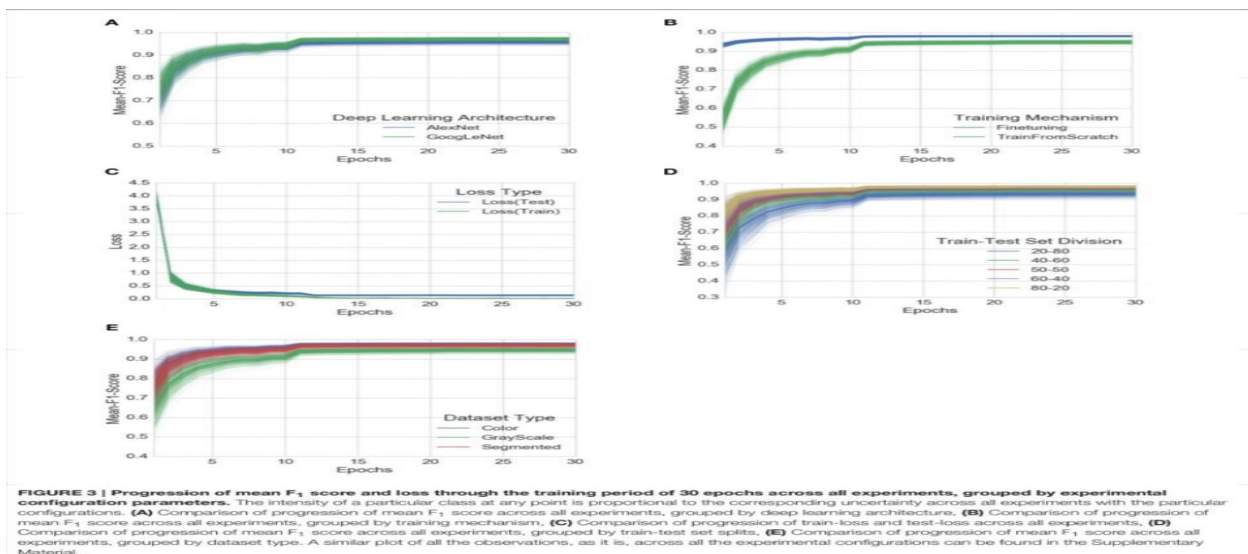 A
1.0
0.9
0.8
0.7
0.6
0.5
Mean-F1-Score
Deep Learning Architecture
AlexNet
GoogLeNet
5 10 15 20 25 30
Epochs
B
1.0
0.9
0.8
0.7
0.6
0.5
0.4
Mean-F1-Score
Training Mechanism
Finetuning
TrainFromScratch
5 10 15 20 25 30
Epochs
C
4.5
4.0
3.5
3.0
2.5
2.0
1.5
1.0
0.5
0.0
Loss
Loss Type
Loss(Test)
Loss(Train)
5 10 15 20 25 30
Epochs
D
1.0
0.9
0.8
0.7
0.6
0.5
0.4
0.3
Mean-F1-Score
Train-Test Set Division
20-80
40-60
50-50
60-40
80-20
5 10 15 20 25 30
Epochs
E
1.0
0.9
0.8
0.7
0.6
0.5
0.4
Mean-F1-Score
Dataset Type
Color
GrayScale
Segmented
5 10 15 20 25 30
Epochs
FIGURE 3 | Progression of mean F₁ score and loss through the training period of 30 epochs across all experiments, grouped by experimental
configuration parameters. The intensity of a particular class at any point is proportional to the corresponding uncertainty across all experiments with the particular
configurations. (A) Comparison of progression of mean F₁ score across all experiments, grouped by deep learning architecture, (B) Comparison of progression of
mean F₁ score across all experiments, grouped by training mechanism, (C) Comparison of progression of train-loss and test-loss across all experiments, (D)
Comparison of progression of mean F₁ score across all experiments, grouped by train-test set splits, (E) Comparison of progression of mean F₁ score across all
experiments, grouped by dataset type. A similar plot of all the observations, as it is, across all the experimental configurations can be found in the Supplementary
Material.